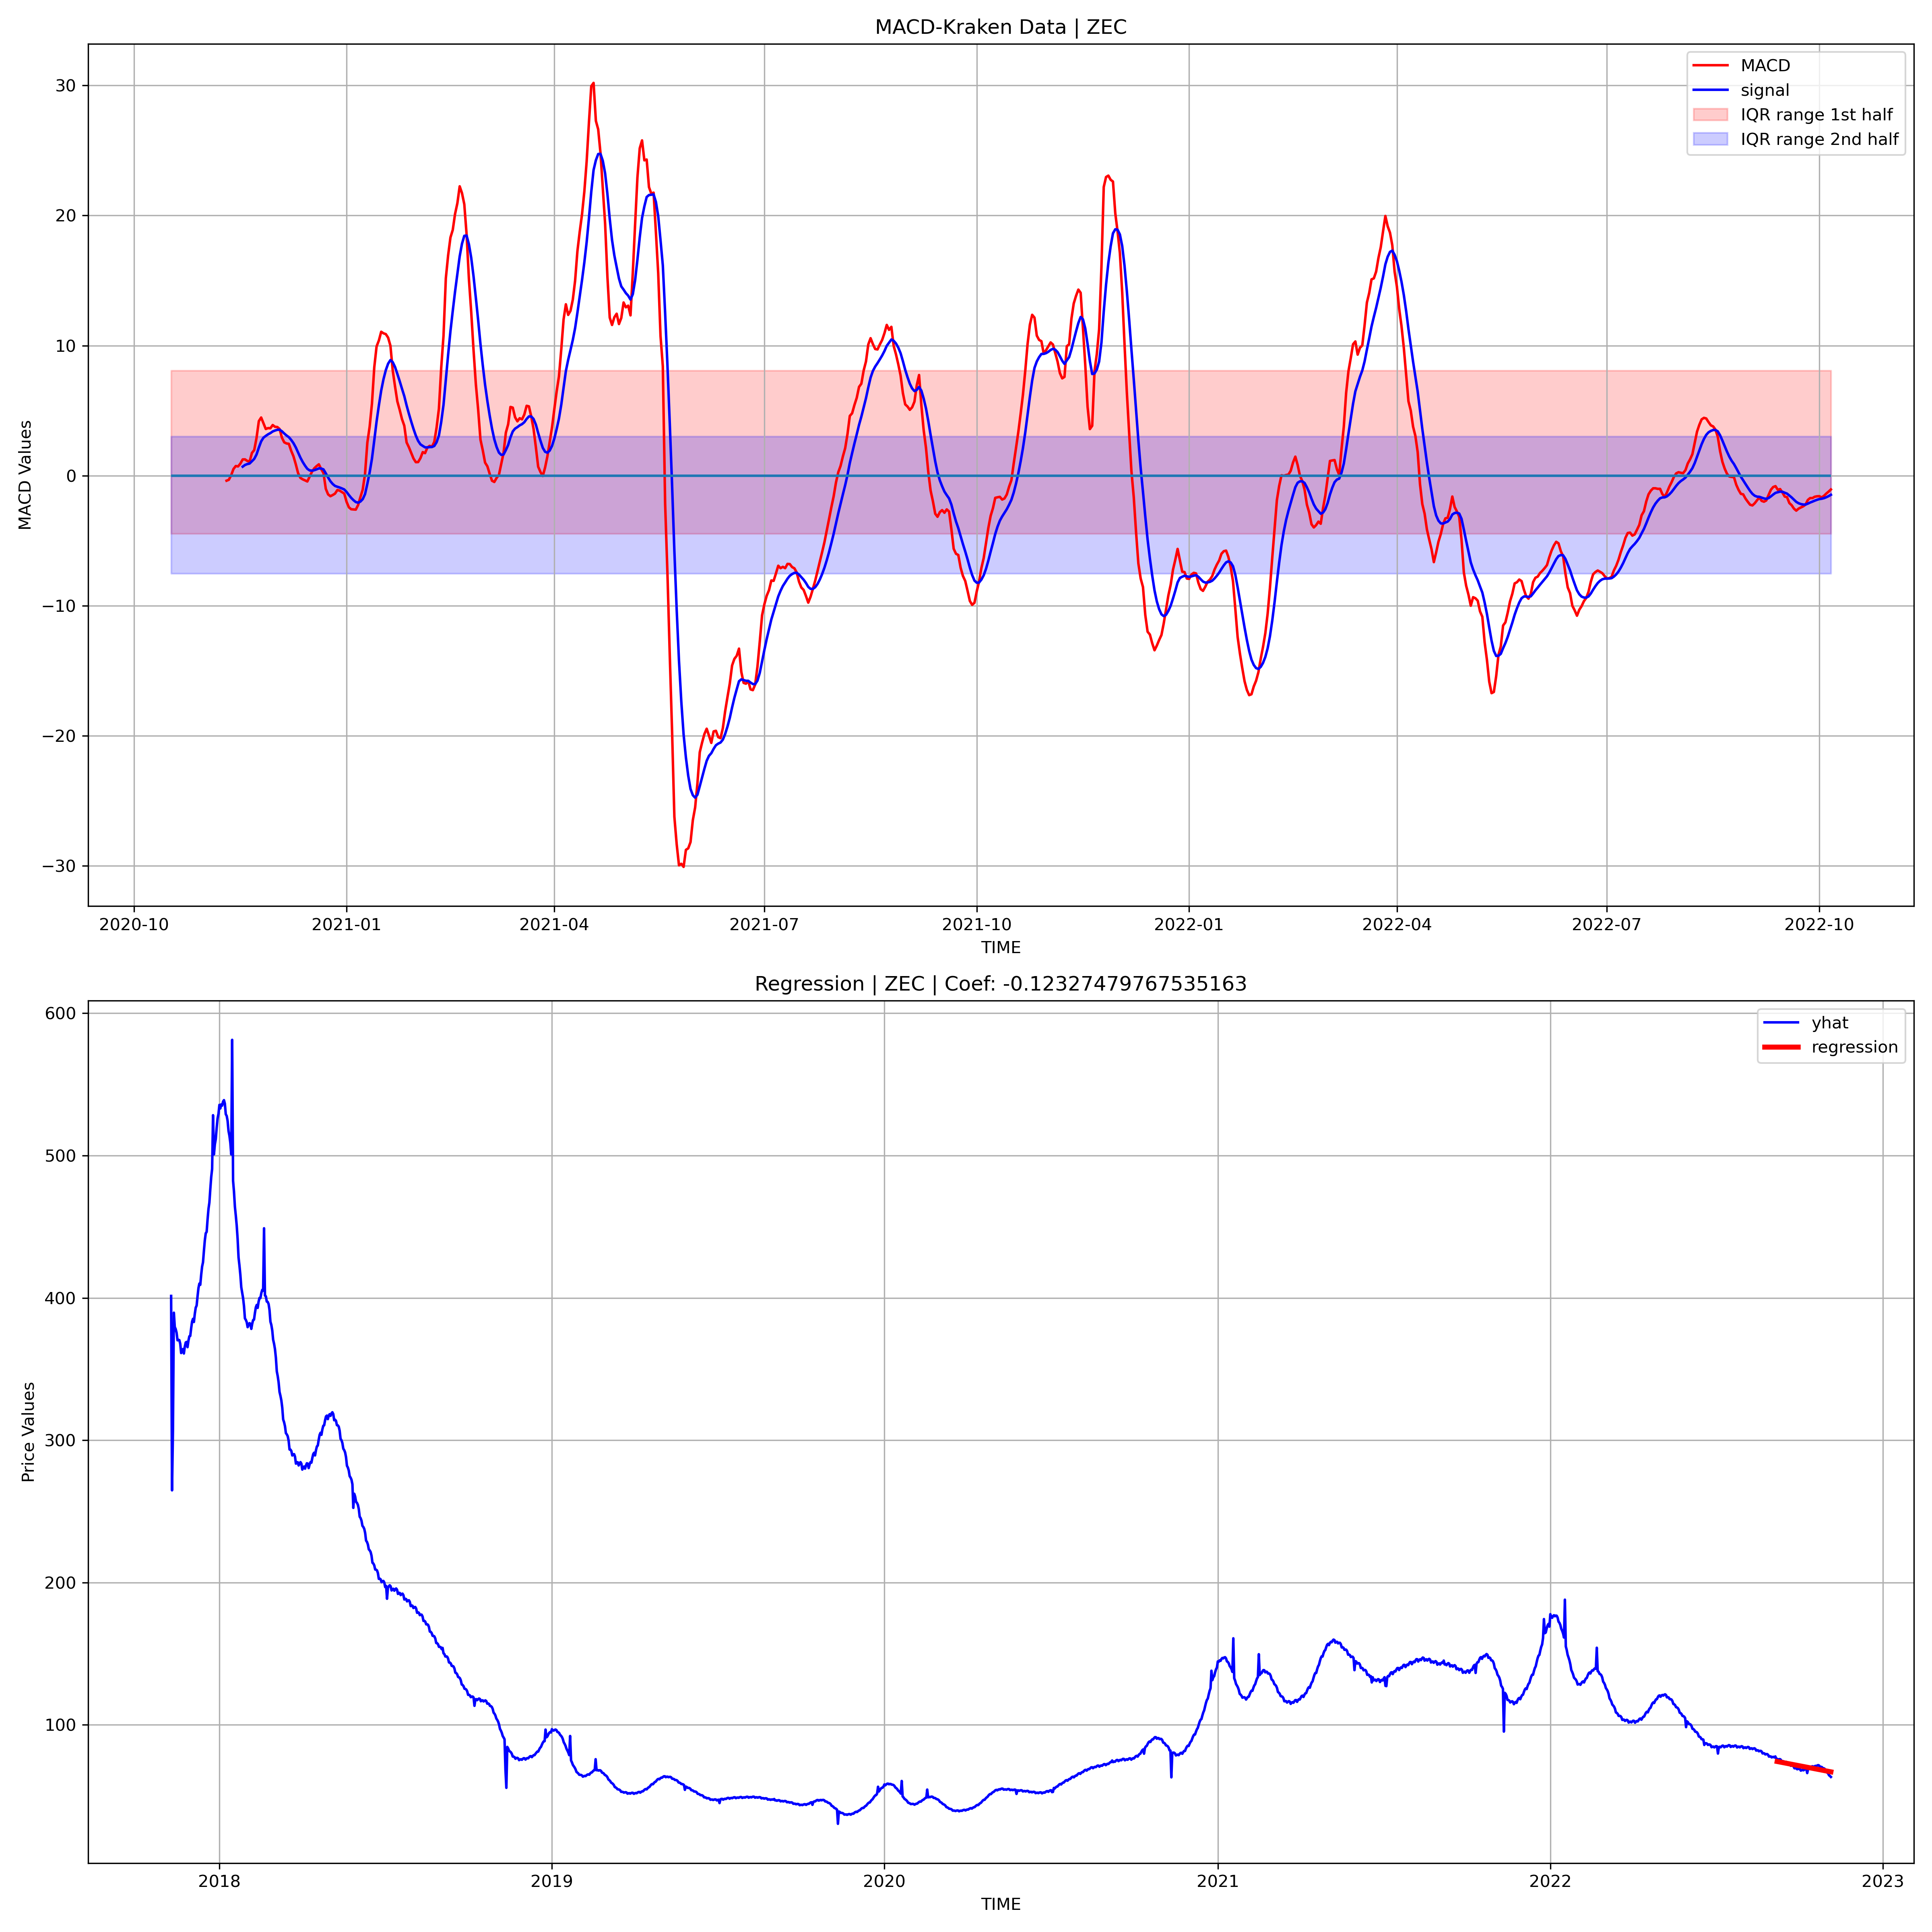 MACD-Kraken Data | ZEC
MACD
signal
IQR range 1st half
IQR range 2nd half
MACD Values
30
20
10
0
−10
−20
−30
2020-10 2021-01 2021-04 2021-07 2021-10 2022-01 2022-04 2022-07 2022-10
TIME
Regression | ZEC | Coef: -0.12327479767535163
yhat
regression
Price Values
600
500
400
300
200
100
2018 2019 2020 2021 2022 2023
TIME